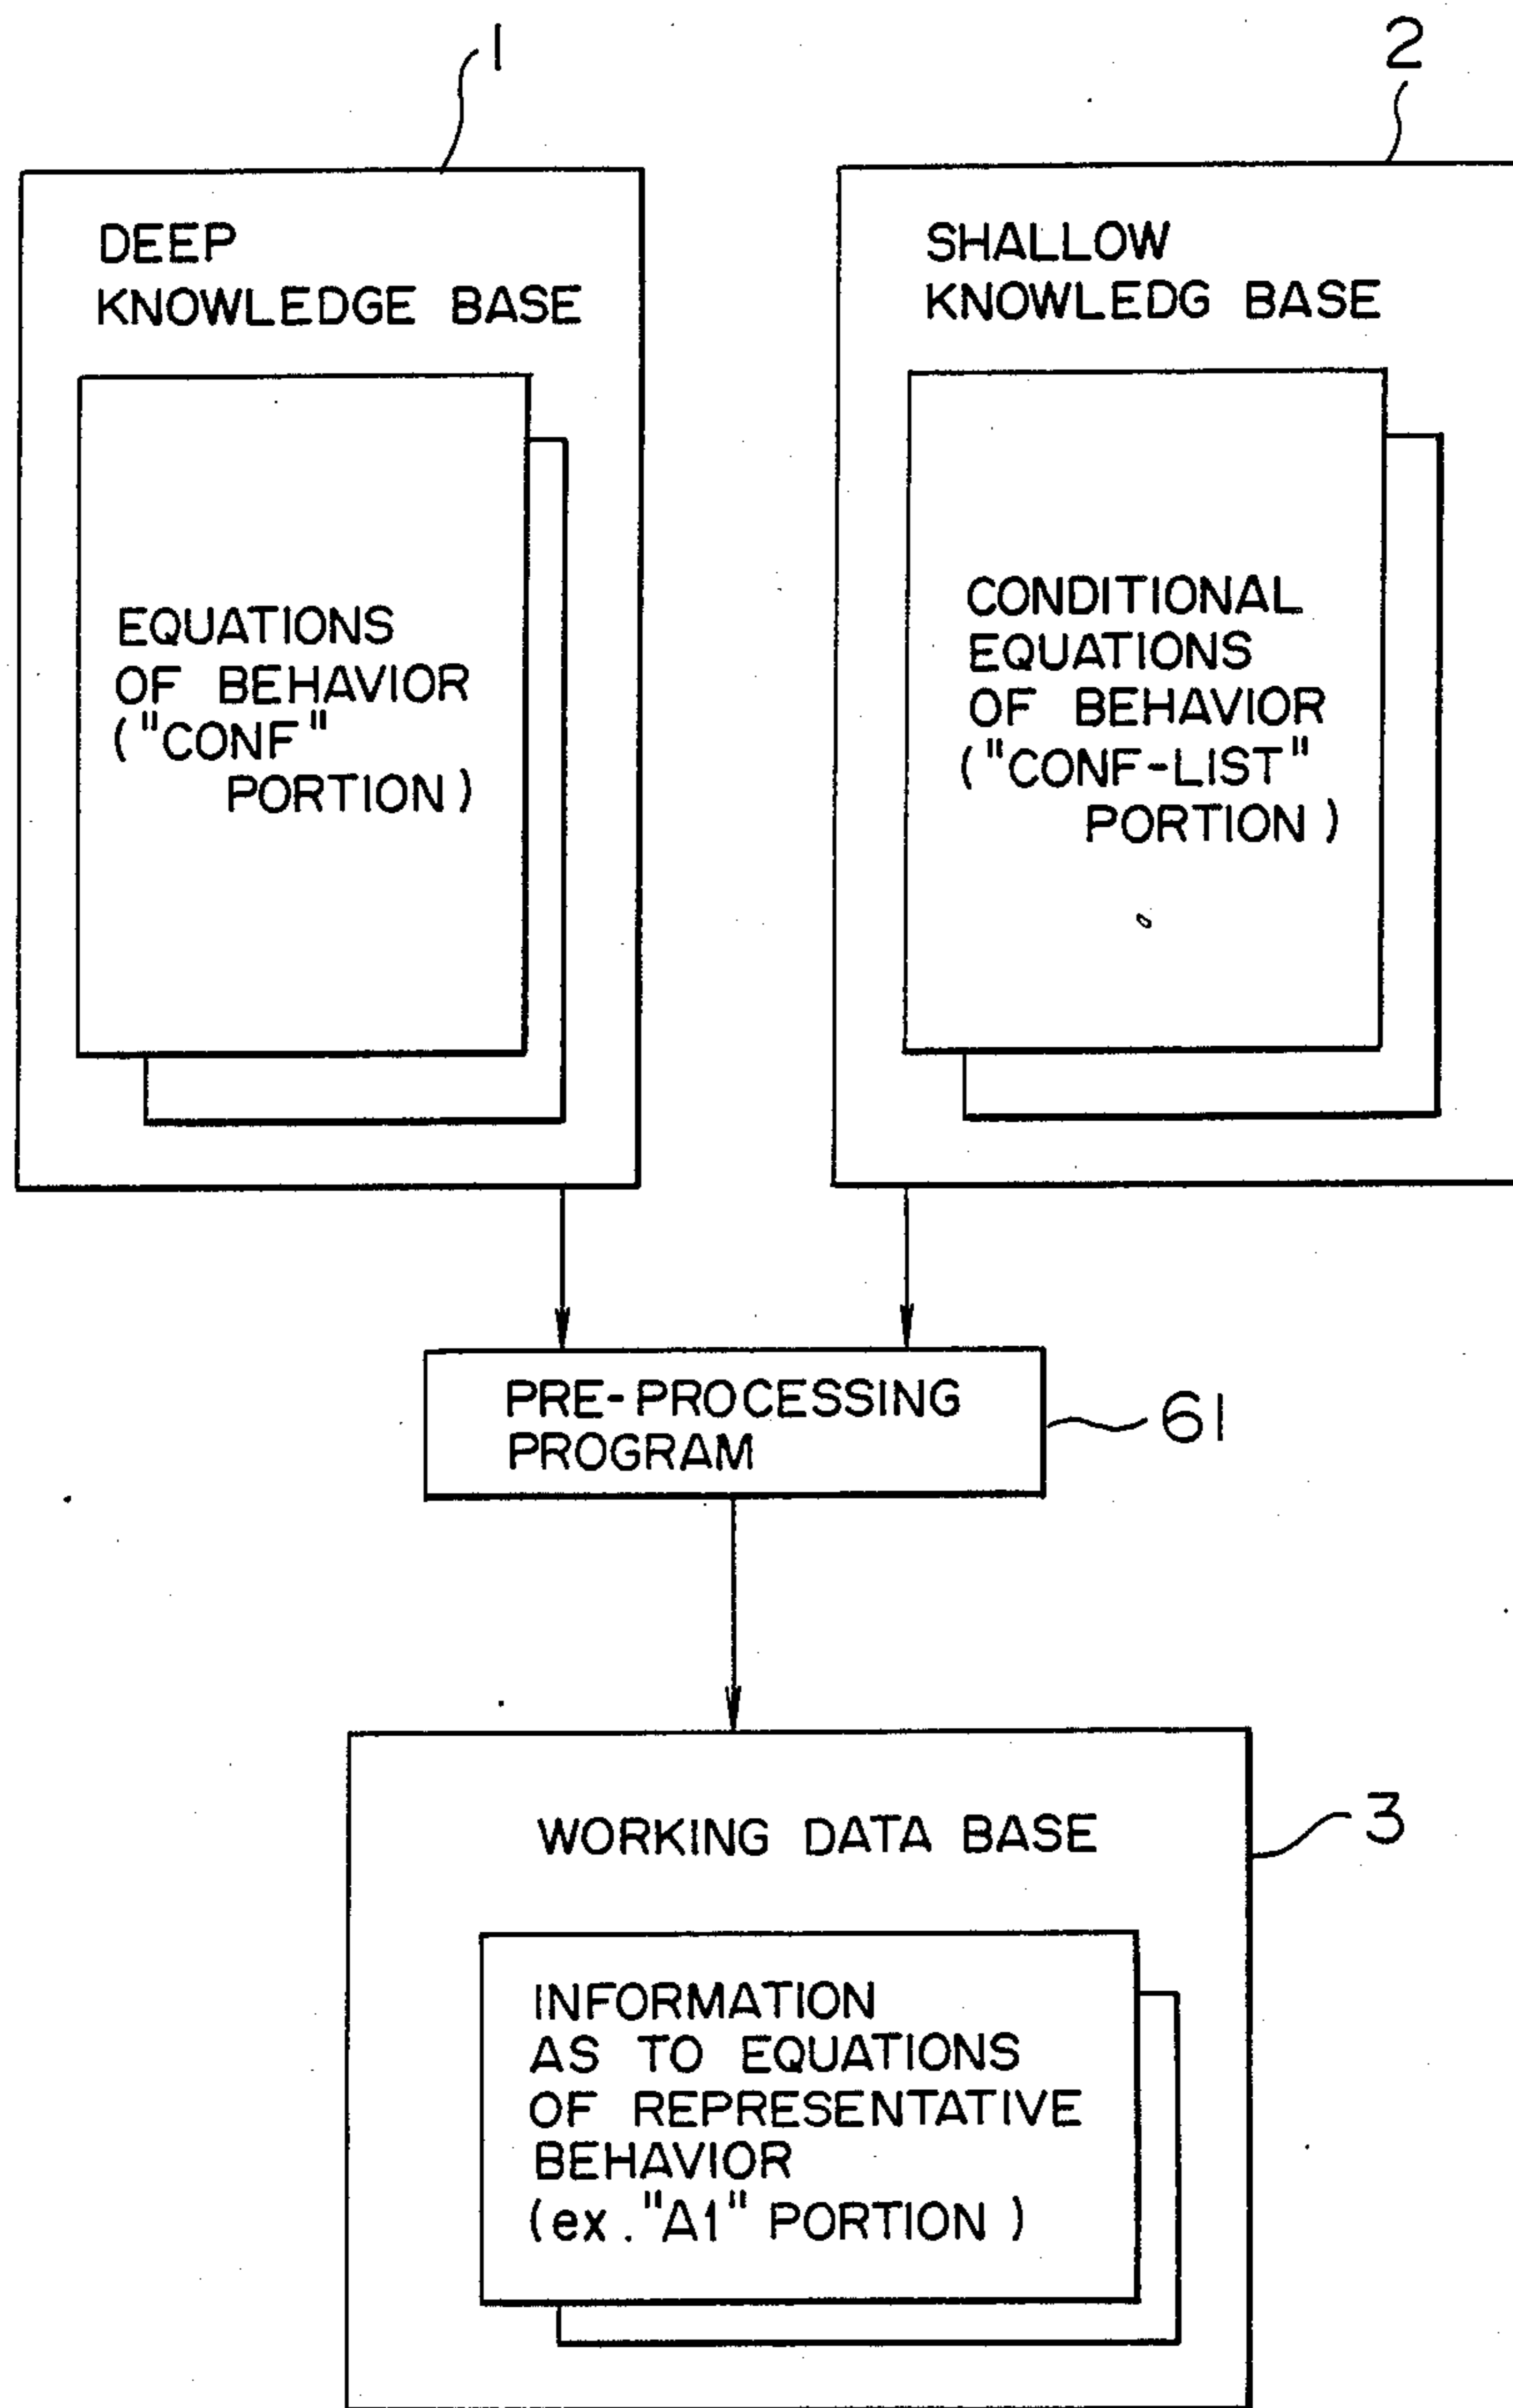 1
2
DEEP
KNOWLEDGE BASE
EQUATIONS
OF BEHAVIOR
("CONF"
PORTION)
SHALLOW
KNOWLEDG BASE
CONDITIONAL
EQUATIONS
OF BEHAVIOR
("CONF-LIST"
PORTION)
PRE-PROCESSING
PROGRAM
61
WORKING DATA BASE
3
INFORMATION
AS TO EQUATIONS
OF REPRESENTATIVE
BEHAVIOR
(ex. "A1" PORTION)